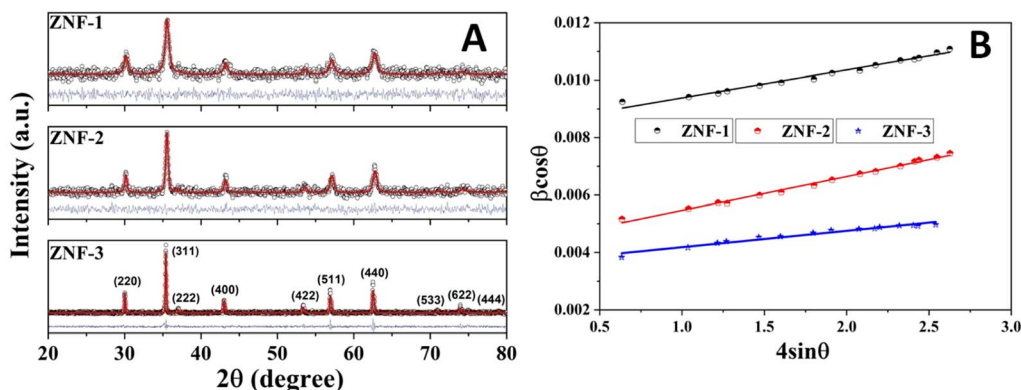 ZNF-1
A
ZNF-2
ZNF-3
(220)
(311)
(222)
(400)
(422)
(511)
(440)
(533)
(622)
(444)
20 30 40 50 60 70 80
2θ (degree)
Intensity (a.u.)
B
0.012
0.010
0.008
0.006
0.004
0.002
ZNF-1 ZNF-2 ZNF-3
0.5 1.0 1.5 2.0 2.5 3.0
4sinθ
βcosθ